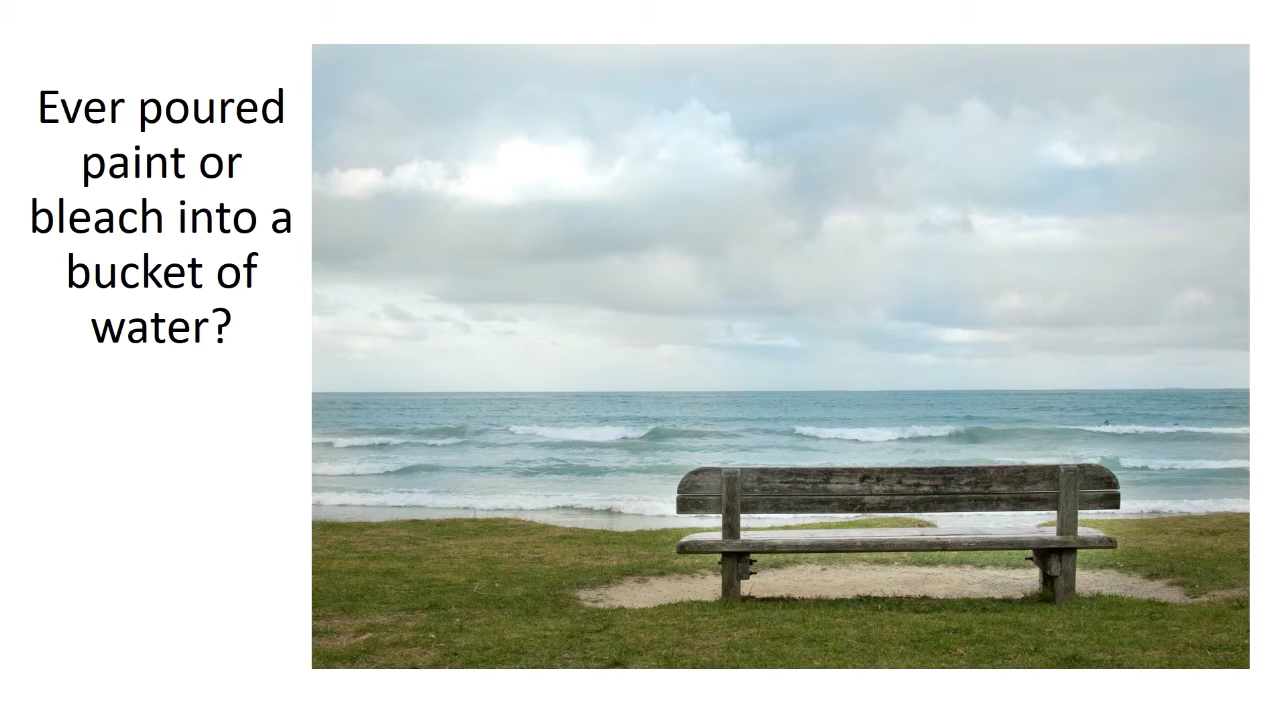 Ever poured
paint or
bleach into a
bucket of
water?